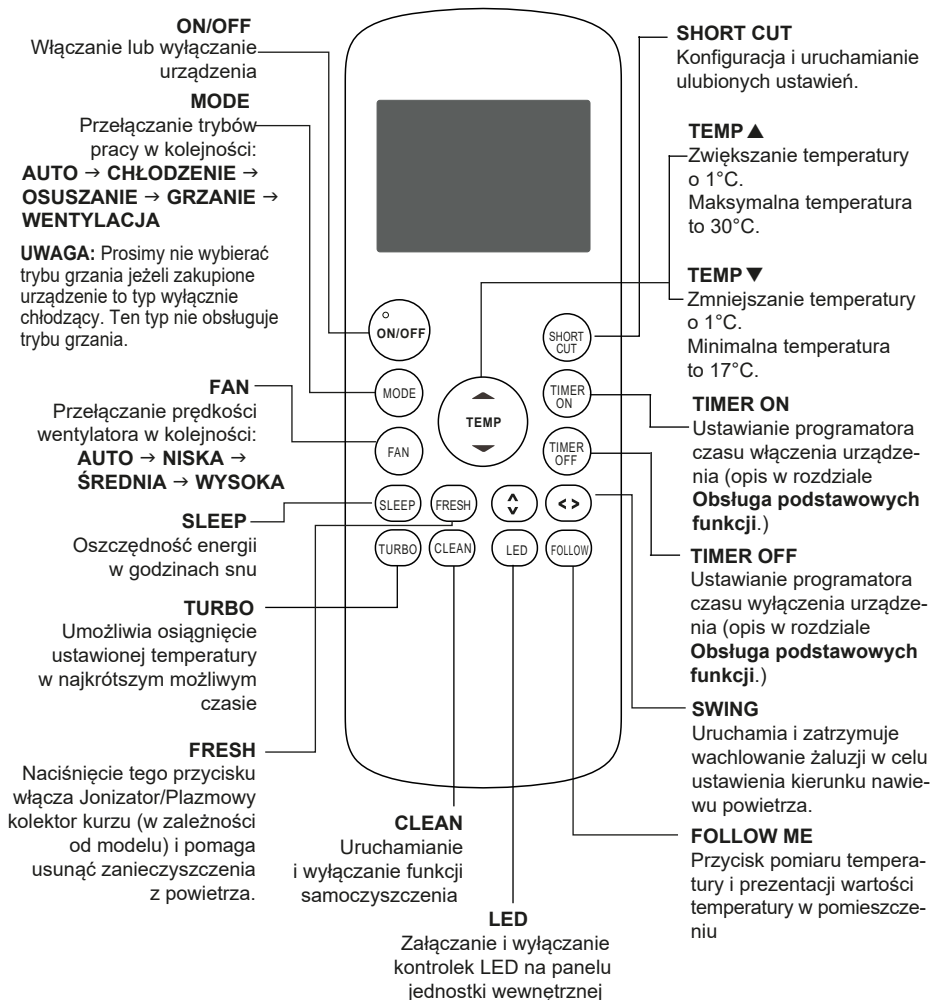 ON/OFF
Włączanie lub wyłączanie
urządzenia
MODE
Przełączanie trybów
pracy w kolejności:
AUTO → CHŁODZENIE →
OSUSZANIE → GRZANIE →
WENTYLACJA
UWAGA: Prosimy nie wybierać
trybu grzania jeżeli zakupione
urządzenie to typ wyłącznie
chłodzący. Ten typ nie obsługuje
trybu grzania.
FAN
Przełączanie prędkości
wentylatora w kolejności:
AUTO → NISKA →
ŚREDNIA → WYSOKA
SLEEP
Oszczędność energii
w godzinach snu
TURBO
Umożliwia osiągnięcie
ustawionej temperatury
w najkrótszym możliwym
czasie
FRESH
Naciśnięcie tego przycisku
włącza Jonizator/Plazmowy
kolektor kurzu (w zależności
od modelu) i pomaga
usunąć zanieczyszczenia
z powietrza.
ON/OFF
MODE
FAN
TEMP
SHORT
CUT
TIMER
ON
TIMER
OFF
SLEEP
FRESH
TURBO
CLEAN
LED
FOLLOW
CLEAN
Uruchamianie
i wyłączanie funkcji
samoczyszczenia
LED
Załączanie i wyłączanie
kontrolek LED na panelu
jednostki wewnętrznej
SHORT CUT
Konfiguracja i uruchamianie
ulubionych ustawień.
TEMP ▲
Zwiększanie temperatury
o 1°C.
Maksymalna temperatura
to 30°C.
TEMP ▼
Zmniejszanie temperatury
o 1°C.
Minimalna temperatura
to 17°C.
TIMER ON
Ustawianie programatora
czasu włączenia urządze-
nia (opis w rozdziale
Obsługa podstawowych
funkcji.)
TIMER OFF
Ustawianie programatora
czasu wyłączenia urządze-
nia (opis w rozdziale
Obsługa podstawowych
funkcji.)
SWING
Uruchamia i zatrzymuje
wachlowanie żaluzji w celu
ustawienia kierunku nawie-
wu powietrza.
FOLLOW ME
Przycisk pomiaru tempera-
tury i prezentacji wartości
temperatury w pomieszcze-
niu